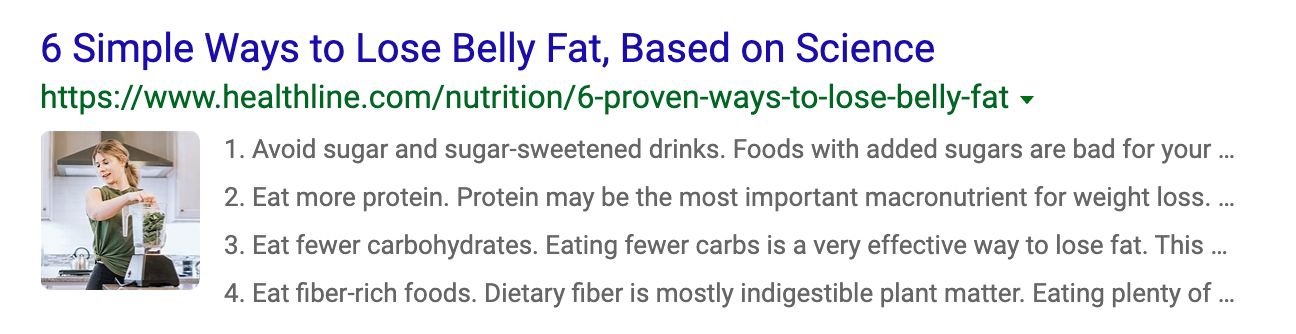 6 Simple Ways to Lose Belly Fat, Based on Science
https://www.healthline.com/nutrition/6-proven-ways-to-lose-belly-fat
1. Avoid sugar and sugar-sweetened drinks. Foods with added sugars are bad for your ...
2. Eat more protein. Protein may be the most important macronutrient for weight loss. ...
3. Eat fewer carbohydrates. Eating fewer carbs is a very effective way to lose fat. This ...
4. Eat fiber-rich foods. Dietary fiber is mostly indigestible plant matter. Eating plenty of ...